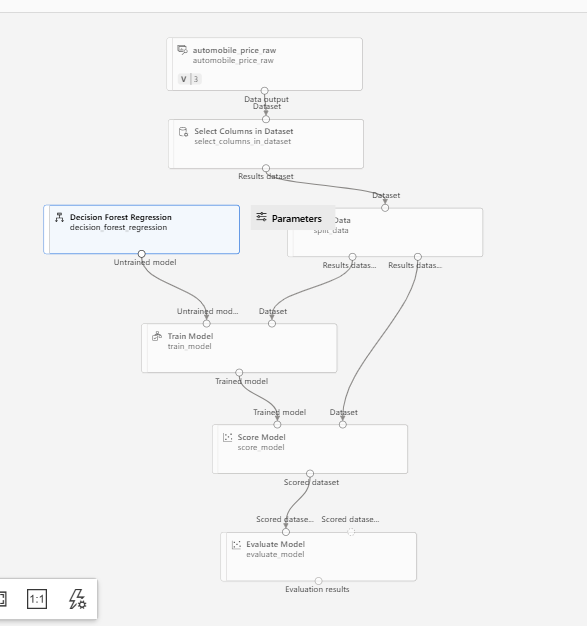 automobile_price_raw
automobile_price_raw
V 3
Data output
Dataset
Select Columns in Dataset
select_columns_in_dataset
Results dataset
Dataset
Decision Forest Regression
decision_forest_regression
Parameters
Data
split_data
Untrained model
Results datas...
Results datas...
Untrained mod...
Dataset
Train Model
train_model
Trained model
Trained model
Dataset
Score Model
score_model
Scored dataset
Scored datase...
Scored datase...
Evaluate Model
evaluate_model
Evaluation results
1:1